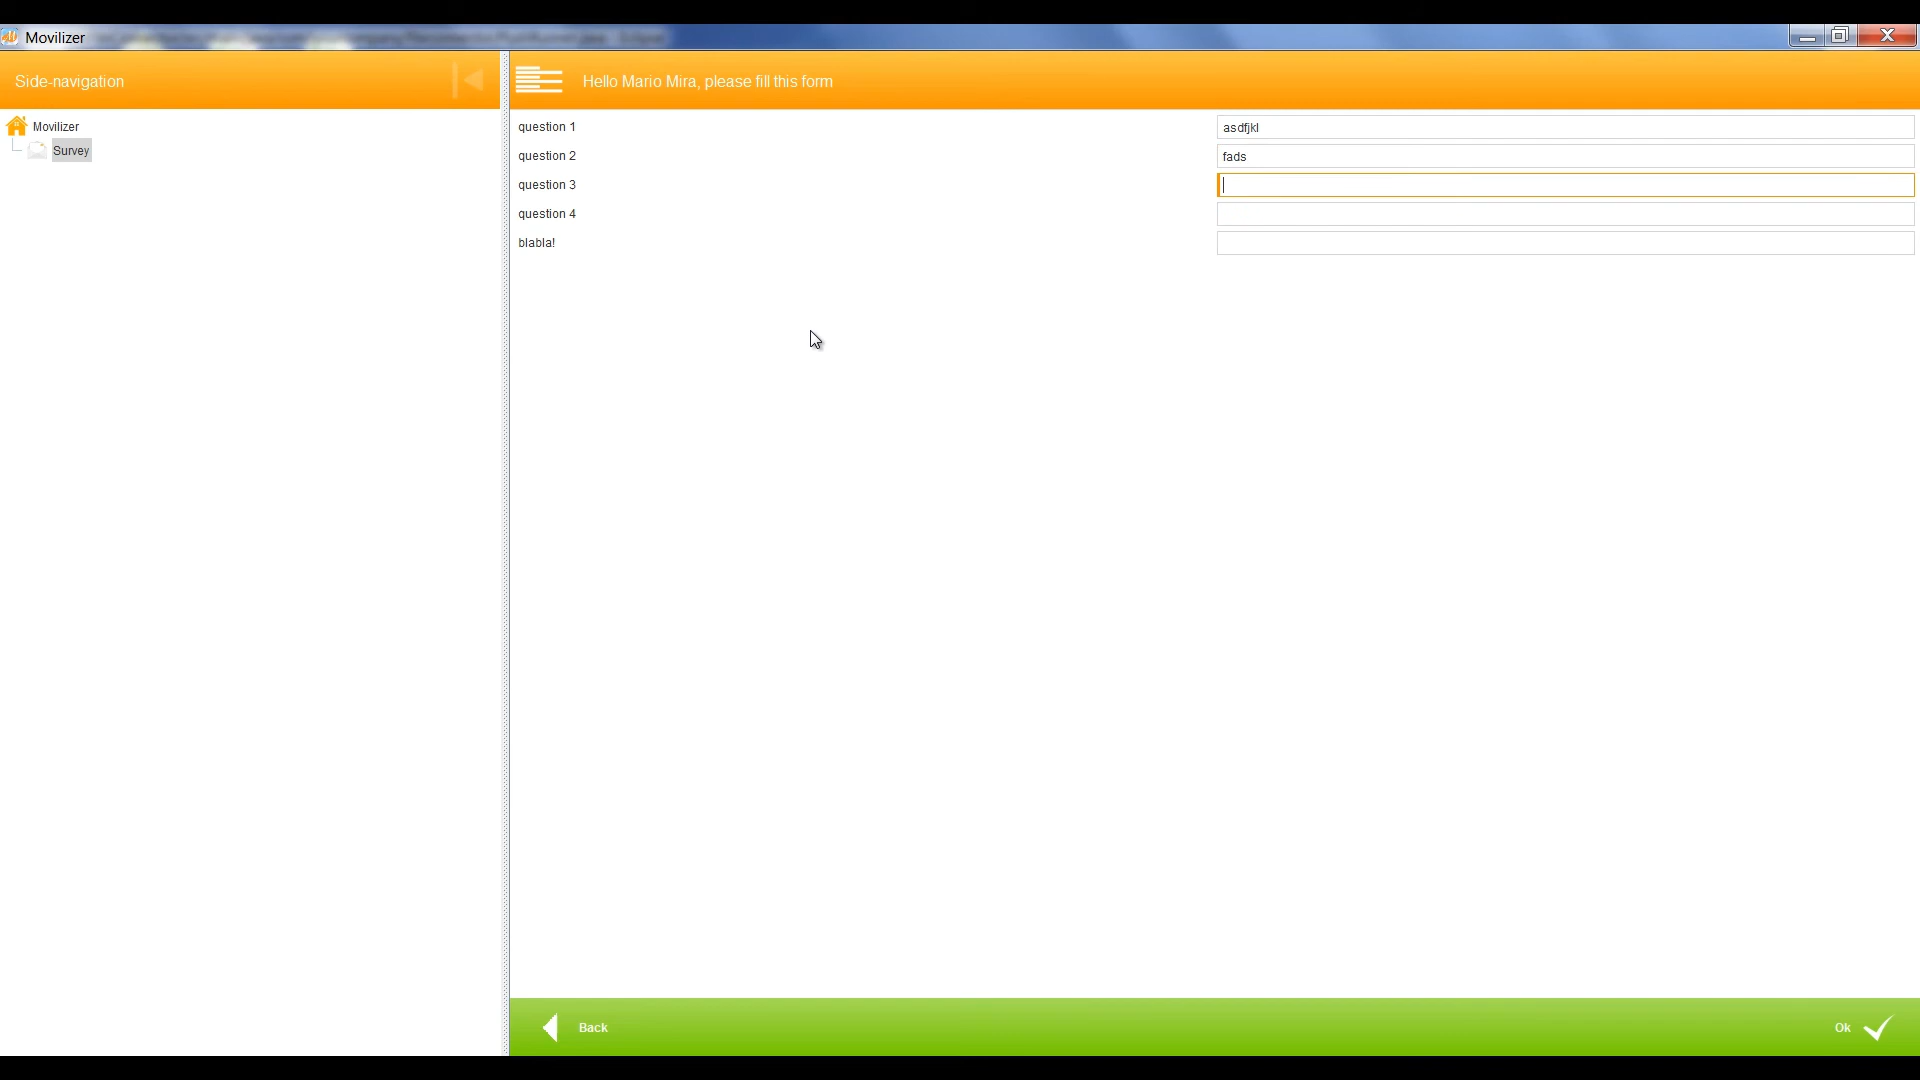 Movilizer
Side-navigation
Hello Mario Mira, please fill this form
Movilizer
Survey
question 1
asdfjkl
question 2
fads
question 3
question 4
blabla!
Back
Ok